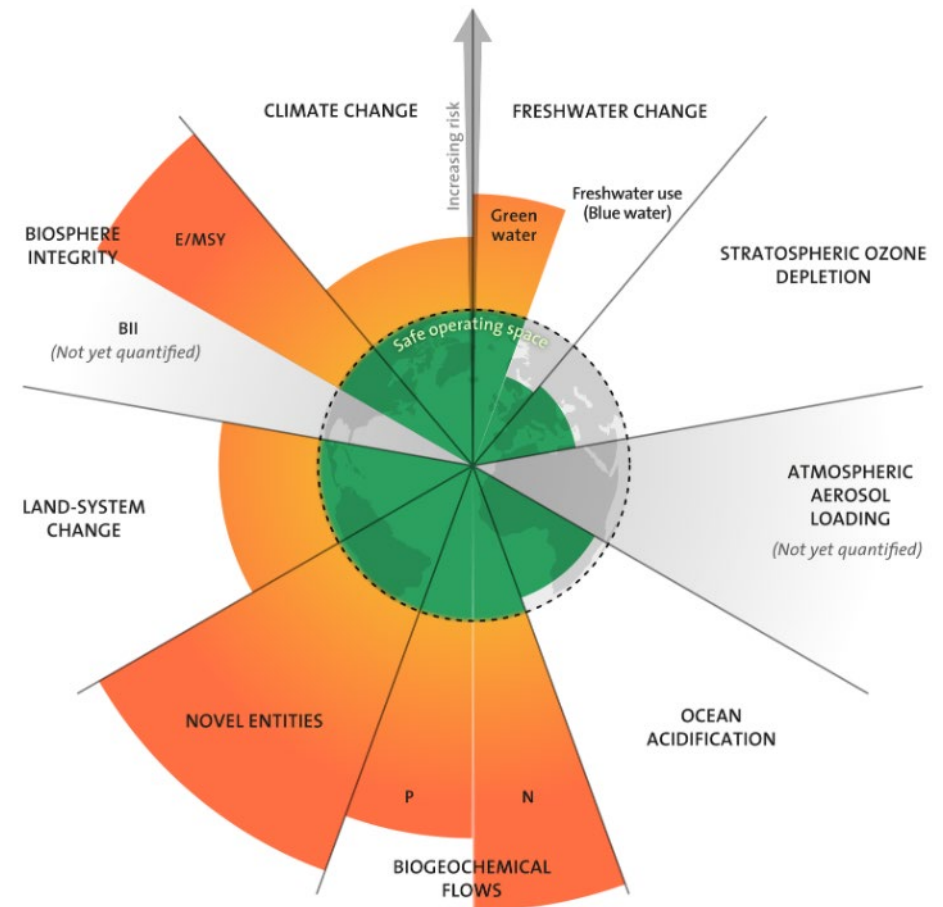 CLIMATE CHANGE
FRESHWATER CHANGE
Increasing risk
Green
water
Freshwater use
(Blue water)
STRATOSPHERIC OZONE
DEPLETION
BIOSPHERE
INTEGRITY
E/MSY
BII
(Not yet quantified)
Safe operating space
ATMOSPHERIC
AEROSOL
LOADING
(Not yet quantified)
LAND-SYSTEM
CHANGE
OCEAN
ACIDIFICATION
NOVEL ENTITIES
P
N
BIOGEOCHEMICAL
FLOWS